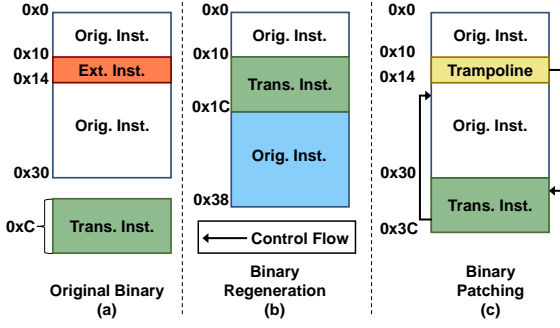 0x0
Orig. Inst.
0x10
Ext. Inst.
0x14
Orig. Inst.
0x30
0xC
Trans. Inst.
Original Binary
(a)
0x0
Orig. Inst.
0x10
Trans. Inst.
0x1C
Orig. Inst.
0x38
Control Flow
Binary
Regeneration
(b)
0x0
Orig. Inst.
0x10
Trampoline
0x14
Orig. Inst.
0x30
Trans. Inst.
0x3C
Binary
Patching
(c)